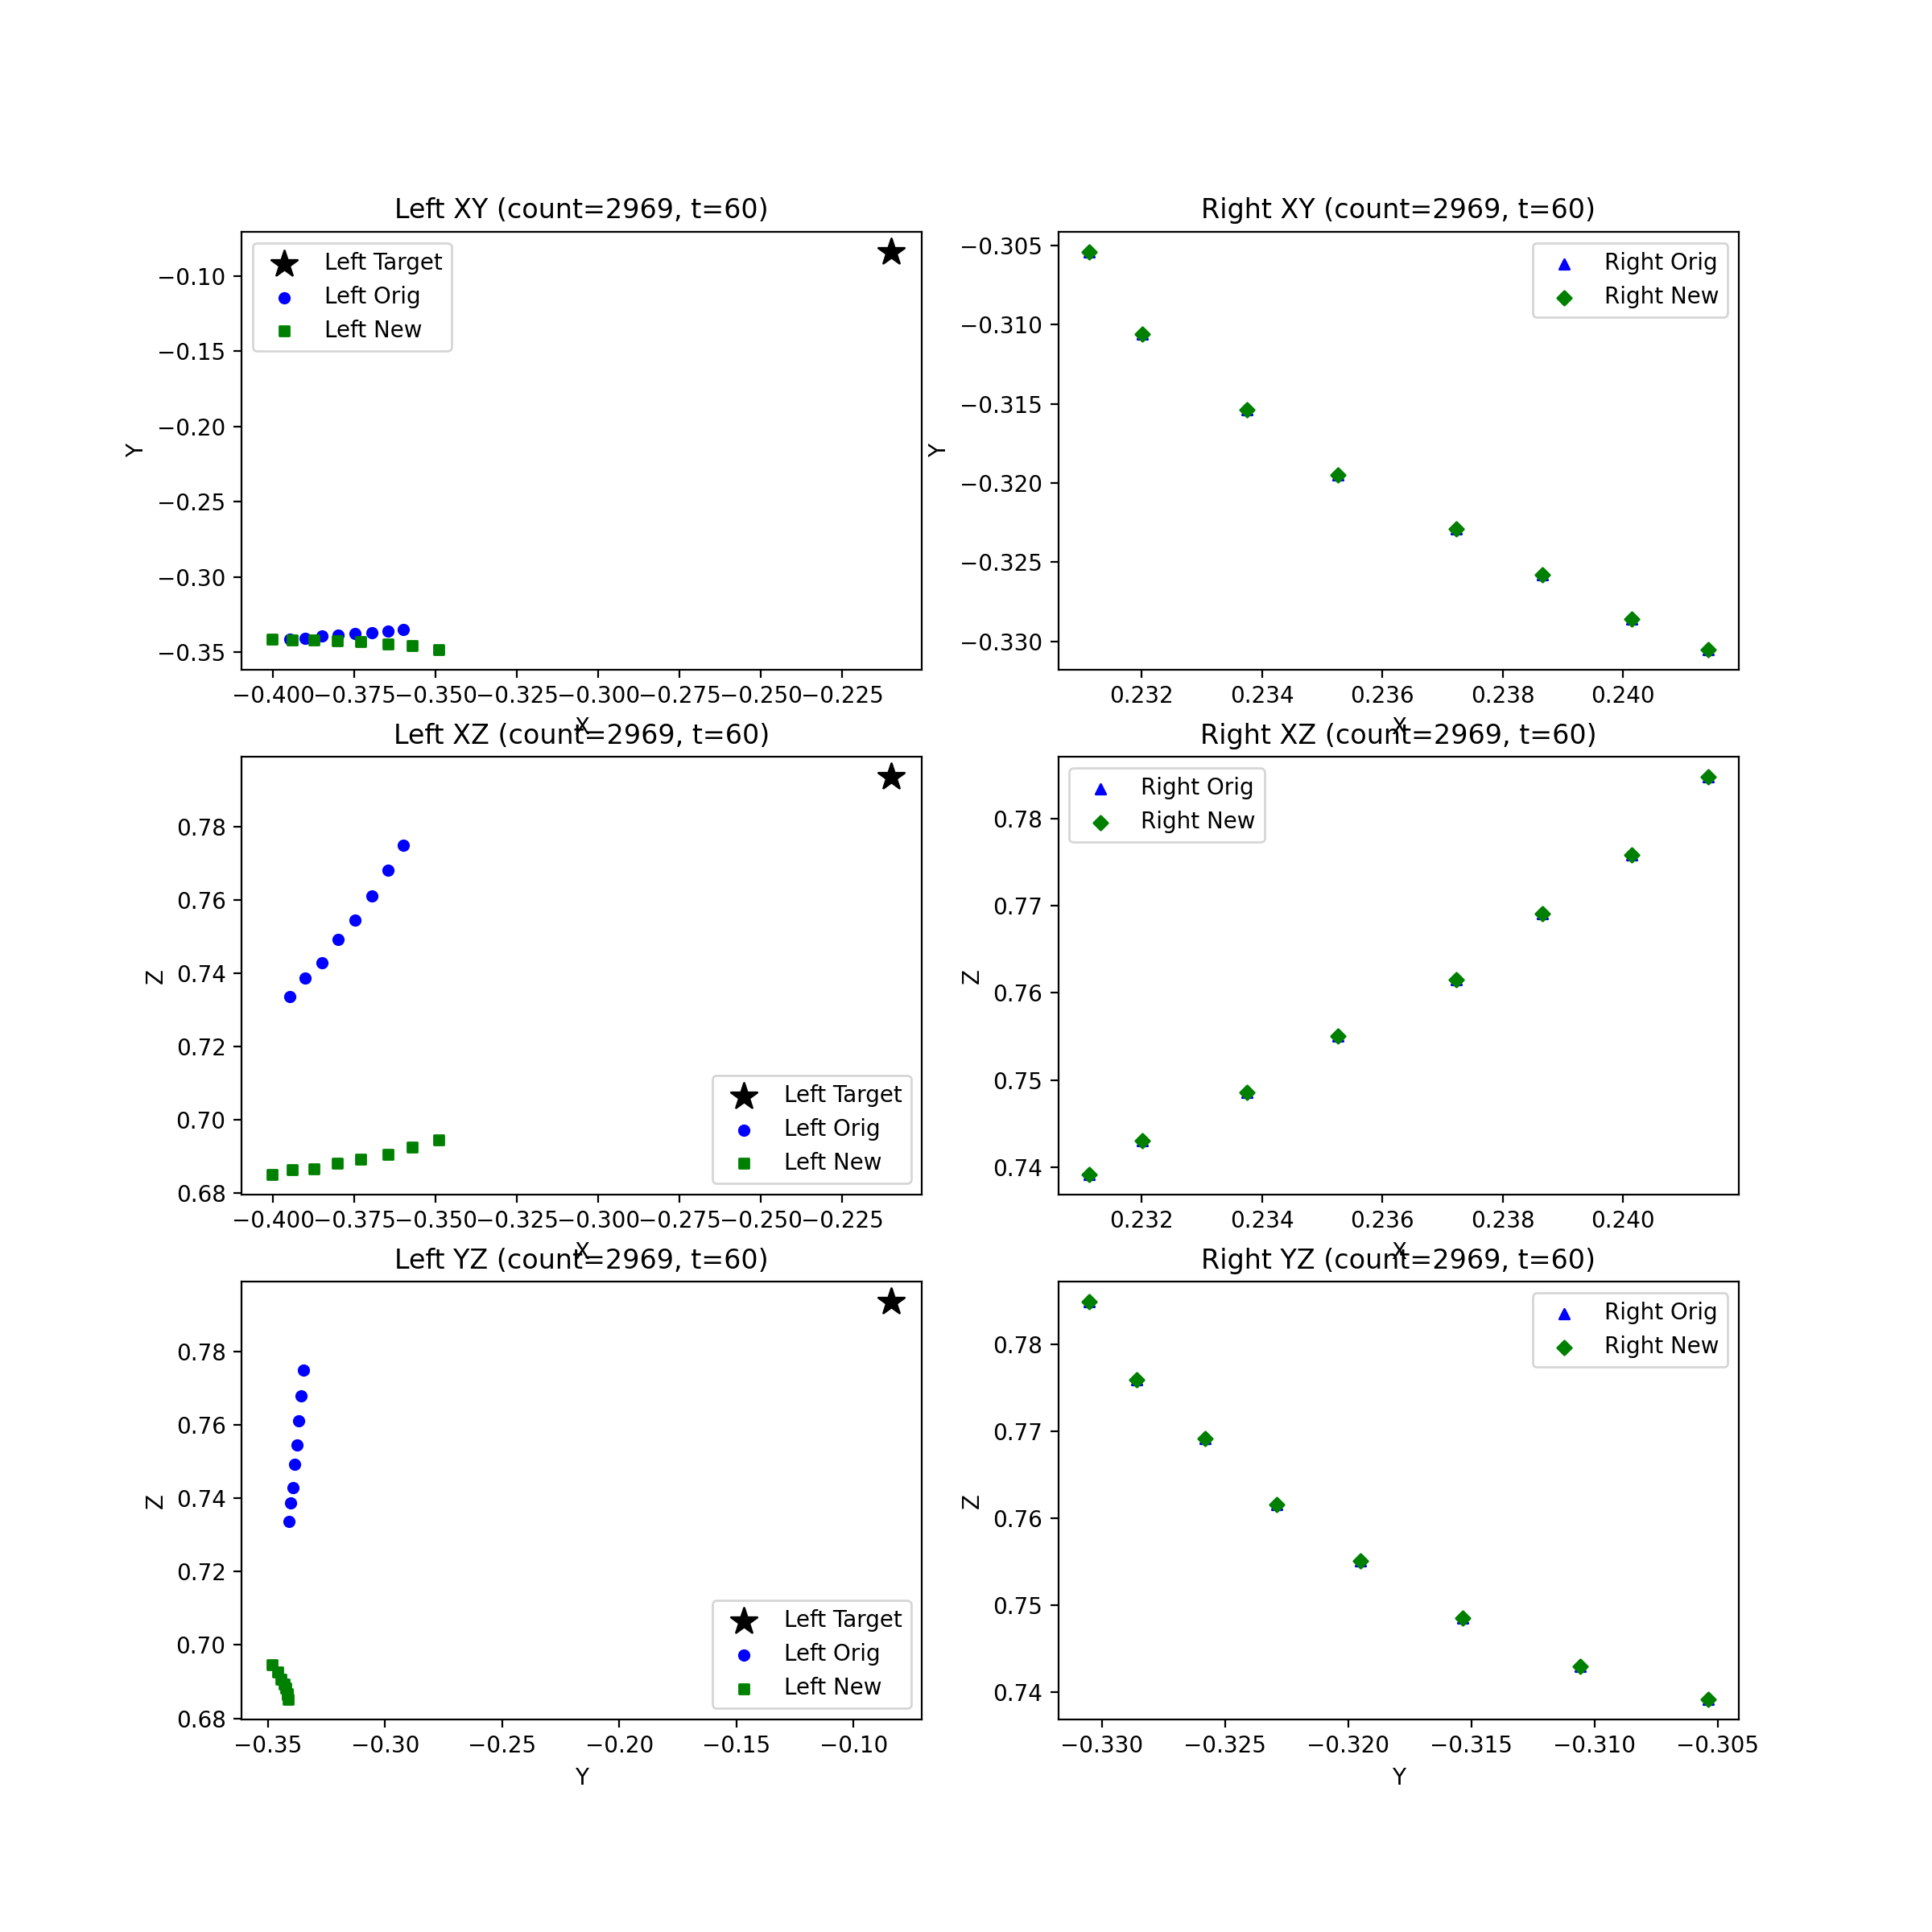 Left XY (count=2969, t=60)
Right XY (count=2969, t=60)
Left Target
Left Orig
Left New
Right Orig
Right New
−0.10
−0.15
−0.20
−0.25
−0.30
−0.35
Y
−0.305
−0.310
−0.315
−0.320
−0.325
−0.330
Y
−0.400 −0.375 −0.350 −0.325 −0.300 −0.275 −0.250 −0.225
X
0.232 0.234 0.236 0.238 0.240
X
Left XZ (count=2969, t=60)
Right XZ (count=2969, t=60)
0.78
0.76
0.74
0.72
0.70
0.68
Z
Left Target
Left Orig
Left New
Right Orig
Right New
0.78
0.77
0.76
0.75
0.74
Z
−0.400 −0.375 −0.350 −0.325 −0.300 −0.275 −0.250 −0.225
X
0.232 0.234 0.236 0.238 0.240
X
Left YZ (count=2969, t=60)
Right YZ (count=2969, t=60)
0.78
0.76
0.74
0.72
0.70
0.68
Z
Left Target
Left Orig
Left New
Right Orig
Right New
0.78
0.77
0.76
0.75
0.74
Z
−0.35 −0.30 −0.25 −0.20 −0.15 −0.10
Y
−0.330 −0.325 −0.320 −0.315 −0.310 −0.305
Y